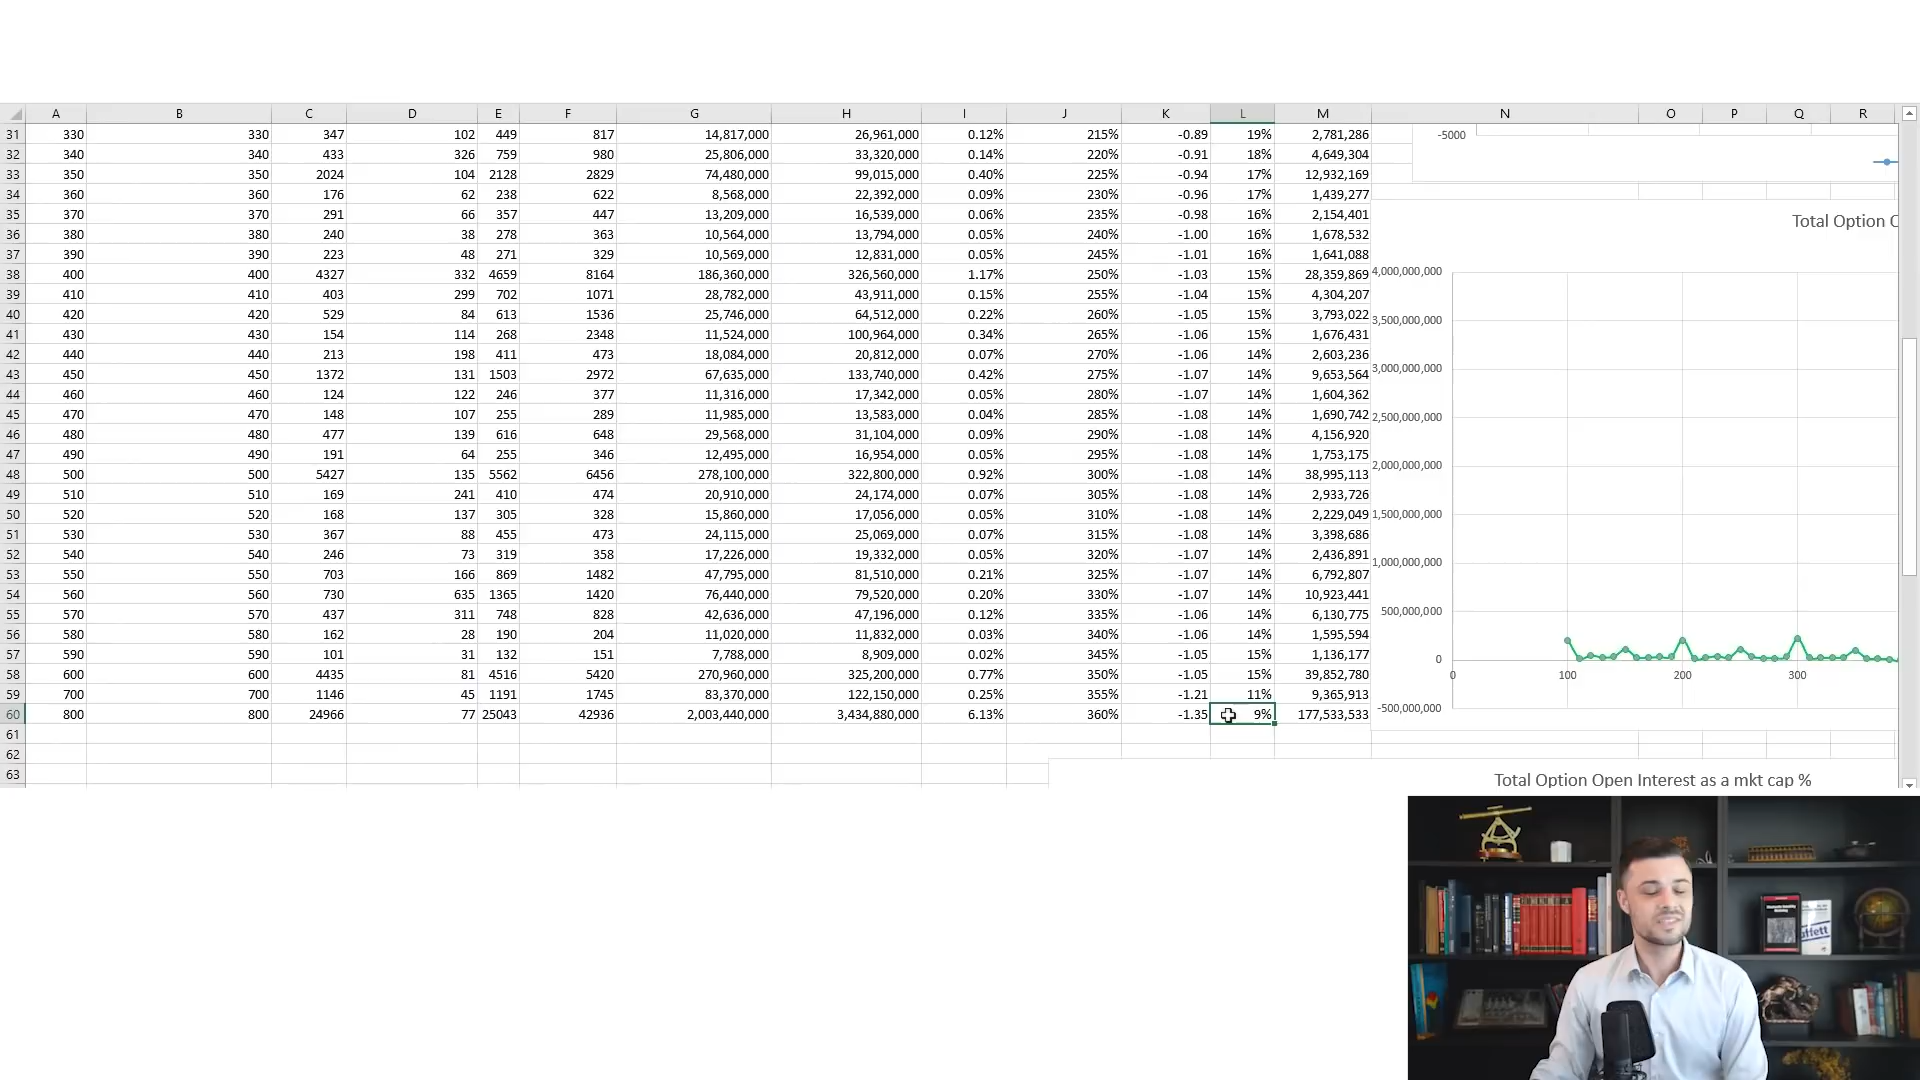 A B C D E F G H I J K L M N O P Q R
31 330 330 347 102 449 817 14,817,000 26,961,000 0.12% 215% -0.89 19% 2,781,286 -5000
32 340 340 433 326 759 980 25,806,000 33,320,000 0.14% 220% -0.91 18% 4,649,304
33 350 350 2024 104 2128 2829 74,480,000 99,015,000 0.40% 225% -0.94 17% 12,932,169
34 360 360 176 62 238 622 8,568,000 22,392,000 0.09% 230% -0.96 17% 1,439,277
35 370 370 291 66 357 447 13,209,000 16,539,000 0.06% 235% -0.98 16% 2,154,401
Total Option
36 380 380 240 38 278 363 10,564,000 13,794,000 0.05% 240% -1.00 16% 1,678,532
37 390 390 223 48 271 329 10,569,000 12,831,000 0.05% 245% -1.01 16% 1,641,088
38 400 400 4327 332 4659 8164 186,360,000 326,560,000 1.17% 250% -1.03 15% 28,359,869 4,000,000,000
39 410 410 403 299 702 1071 28,782,000 43,911,000 0.15% 255% -1.04 15% 4,304,207
40 420 420 529 84 613 1536 25,746,000 64,512,000 0.22% 260% -1.05 15% 3,793,022 3,500,000,000
41 430 430 154 114 268 2348 11,524,000 100,964,000 0.34% 265% -1.06 15% 1,676,431
42 440 440 213 198 411 473 18,084,000 20,812,000 0.07% 270% -1.06 14% 2,603,236
43 450 450 1372 131 1503 2972 67,635,000 133,740,000 0.42% 275% -1.07 14% 9,653,564 3,000,000,000
44 460 460 124 122 246 377 11,316,000 17,342,000 0.05% 280% -1.07 14% 1,604,362
45 470 470 148 107 255 289 11,985,000 13,583,000 0.04% 285% -1.08 14% 1,690,742 2,500,000,000
46 480 480 477 139 616 648 29,568,000 31,104,000 0.09% 290% -1.08 14% 4,156,920
47 490 490 191 64 255 346 12,495,000 16,954,000 0.05% 295% -1.08 14% 1,753,175 2,000,000,000
48 500 500 5427 135 5562 6456 278,100,000 322,800,000 0.92% 300% -1.08 14% 38,995,113
49 510 510 169 241 410 474 20,910,000 24,174,000 0.07% 305% -1.08 14% 2,933,726
50 520 520 168 137 305 328 15,860,000 17,056,000 0.05% 310% -1.08 14% 2,229,049 1,500,000,000
51 530 530 367 88 455 473 24,115,000 25,069,000 0.07% 315% -1.08 14% 3,398,686
52 540 540 246 73 319 358 17,226,000 19,332,000 0.05% 320% -1.07 14% 2,436,891 1,000,000,000
53 550 550 703 166 869 1482 47,795,000 81,510,000 0.21% 325% -1.07 14% 6,792,807
54 560 560 730 635 1365 1420 76,440,000 79,520,000 0.20% 330% -1.07 14% 10,923,441
55 570 570 437 311 748 828 42,636,000 47,196,000 0.12% 335% -1.06 14% 6,130,775 500,000,000
56 580 580 162 28 190 204 11,020,000 11,832,000 0.03% 340% -1.06 14% 1,595,594
57 590 590 101 31 132 151 7,788,000 8,909,000 0.02% 345% -1.05 15% 1,136,177 0
58 600 600 4435 81 4516 5420 270,960,000 325,200,000 0.77% 350% -1.05 15% 39,852,780 0 100 200 300
59 700 700 1146 45 1191 1745 83,370,000 122,150,000 0.25% 355% -1.21 11% 9,365,913
60 800 800 24966 77 25043 42936 2,003,440,000 3,434,880,000 6.13% 360% -1.35 9% 177,533,533 -500,000,000
61
62
63
Total Option Open Interest as a mkt cap %